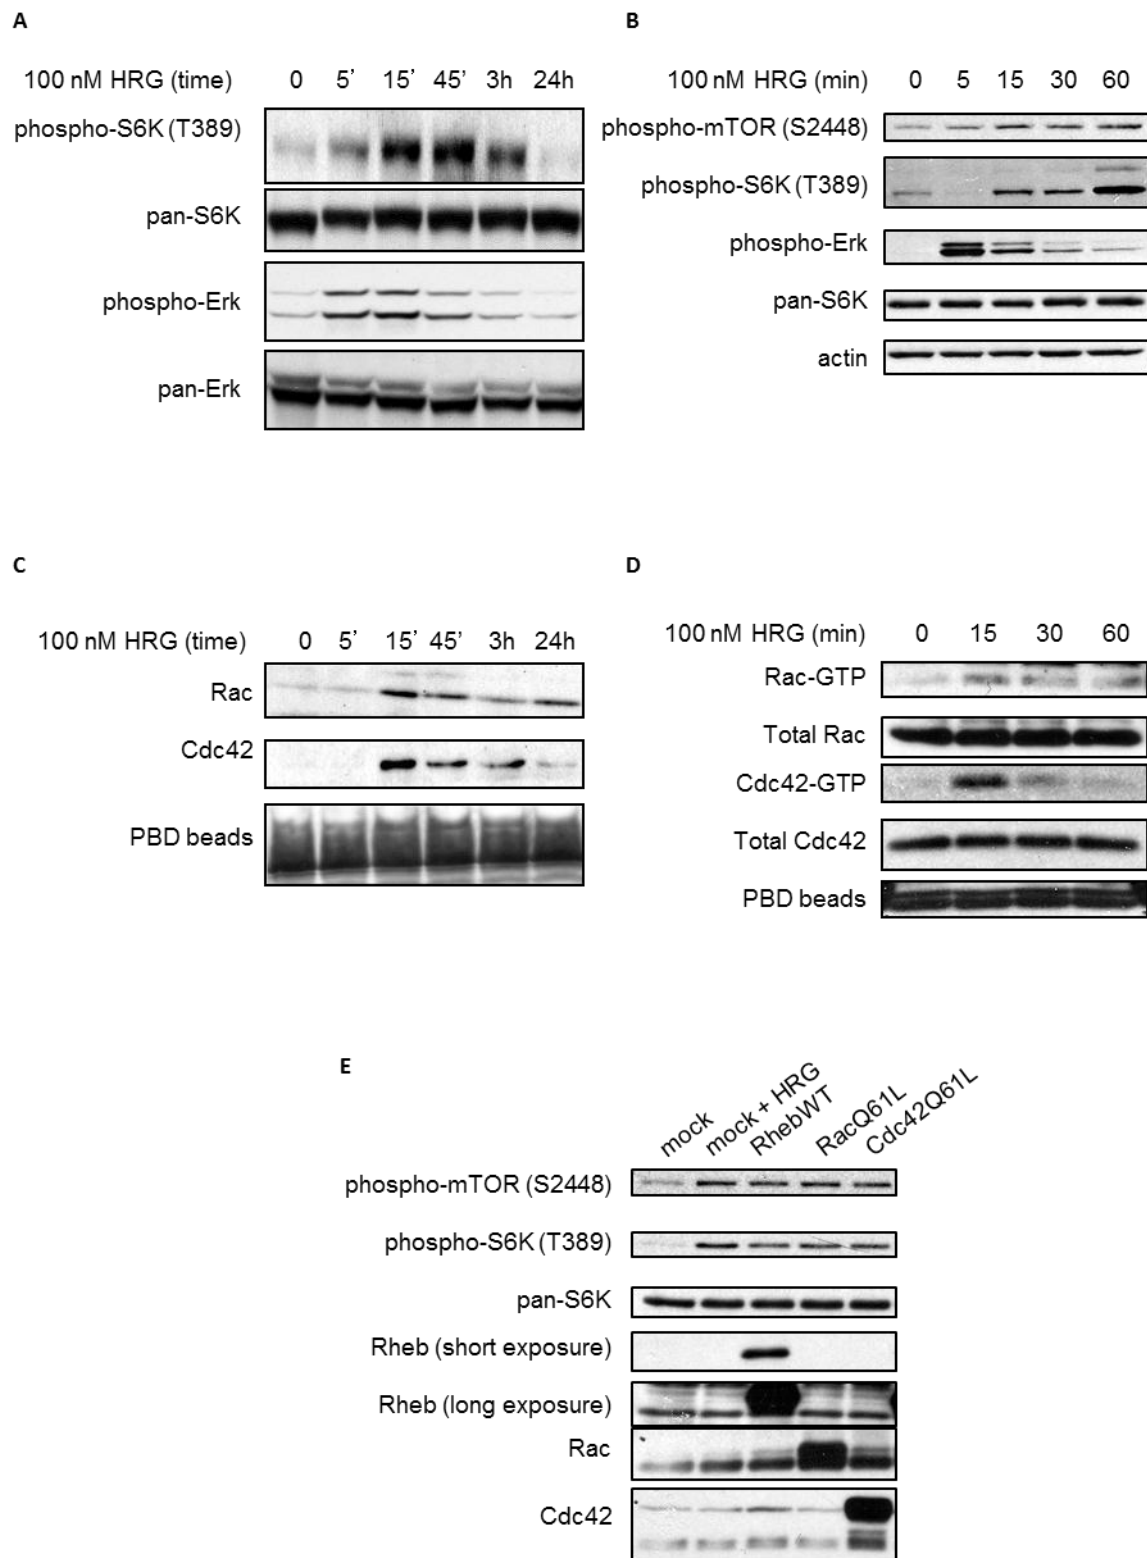 A
100 nM HRG (time) 0 5’ 15’ 45’ 3h 24h
phospho-S6K (T389)
pan-S6K
phospho-Erk
pan-Erk
B
100 nM HRG (min) 0 5 15 30 60
phospho-mTOR (S2448)
phospho-S6K (T389)
phospho-Erk
pan-S6K
actin
C
100 nM HRG (time) 0 5’ 15’ 45’ 3h 24h
Rac
Cdc42
PBD beads
D
100 nM HRG (min) 0 15 30 60
Rac-GTP
Total Rac
Cdc42-GTP
Total Cdc42
PBD beads
E
mock
mock + HRG
RhebWT
RacQ61L
Cdc42Q61L
phospho-mTOR (S2448)
phospho-S6K (T389)
pan-S6K
Rheb (short exposure)
Rheb (long exposure)
Rac
Cdc42